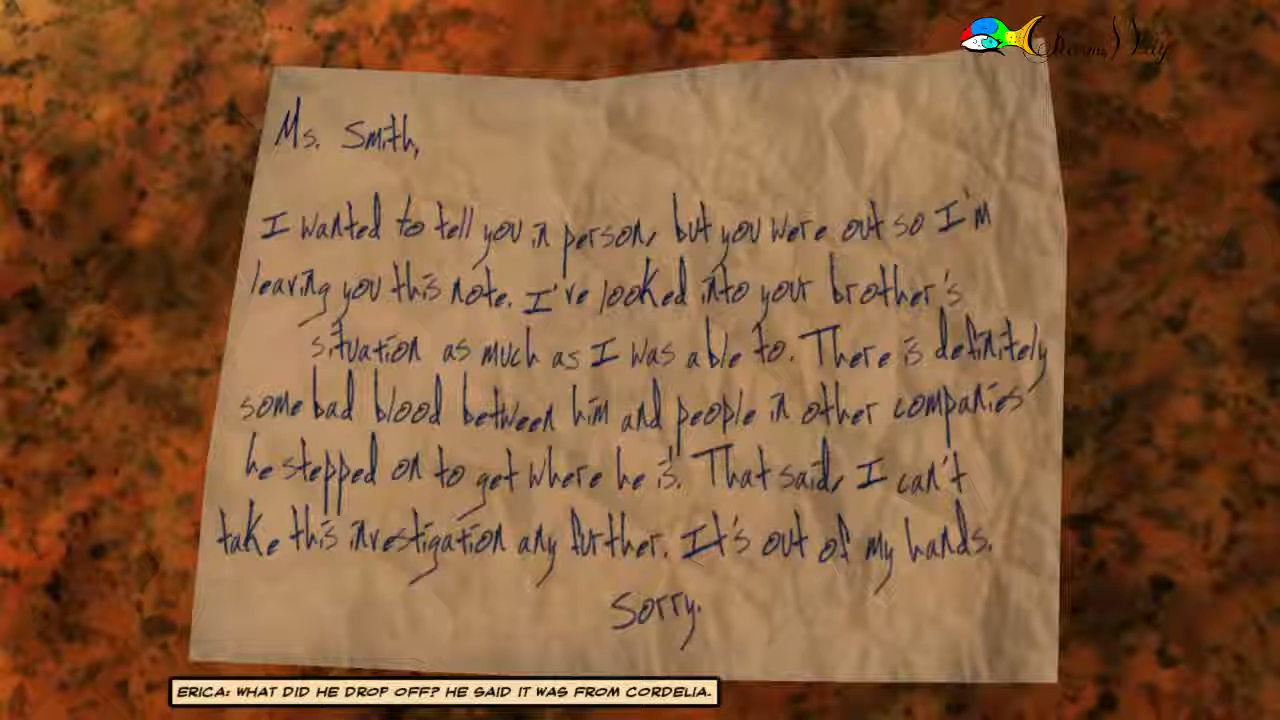 Ms. Smith,
I wanted to tell you in person, but you were out so I'm
leaving you this note. I've looked into your brother's
situation as much as I was able to. There is definitely
some bad blood between him and people in other companies
he stepped on to get where he is. That said, I can't
take this investigation any further. It's out of my hands.
Sorry.
ERICA: WHAT DID HE DROP OFF? HE SAID IT WAS FROM CORDELIA.